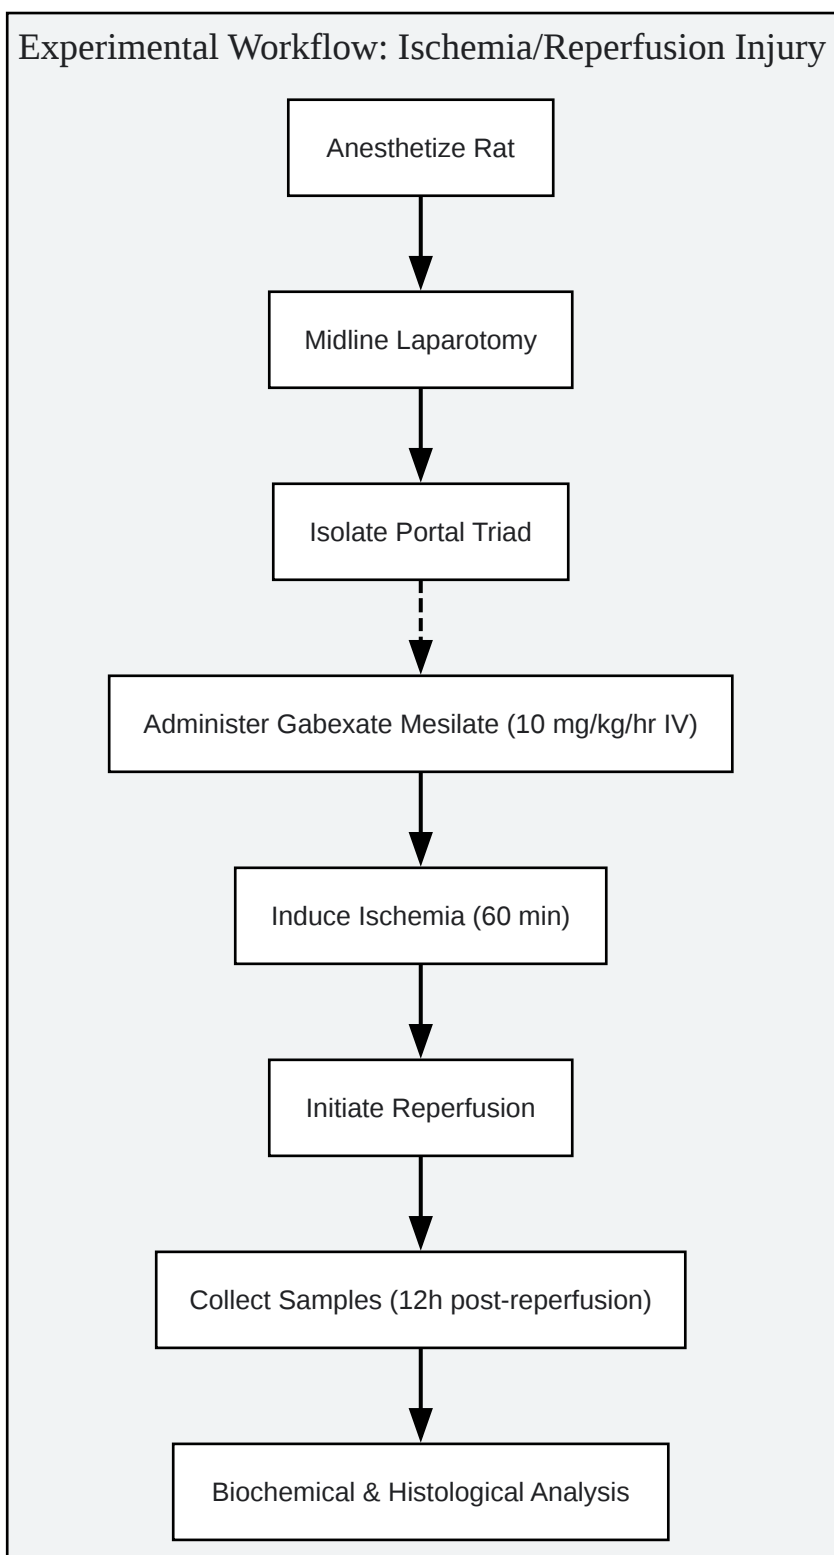 Experimental Workflow: Ischemia/Reperfusion Injury
Anesthetize Rat
Midline Laparotomy
Isolate Portal Triad
Administer Gabexate Mesilate (10 mg/kg/hr IV)
Induce Ischemia (60 min)
Initiate Reperfusion
Collect Samples (12h post-reperfusion)
Biochemical & Histological Analysis